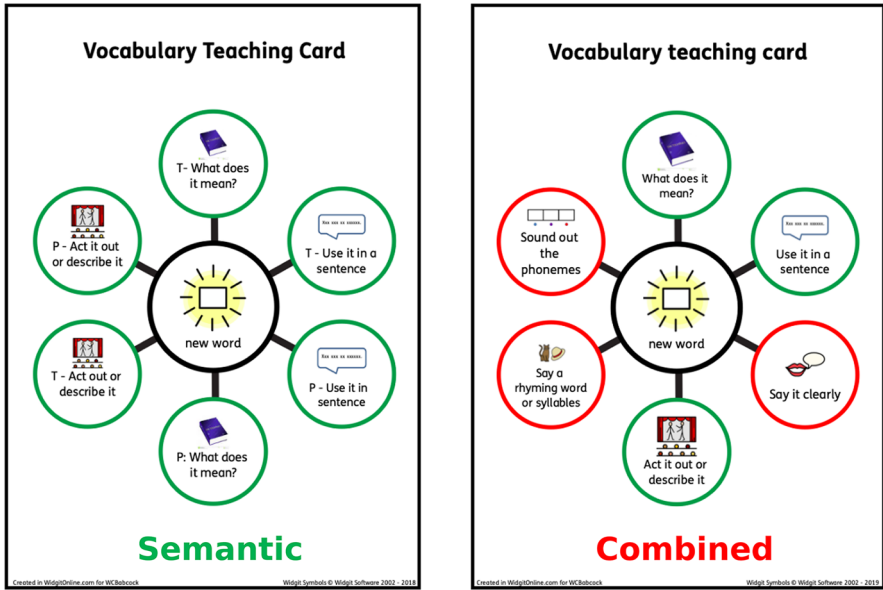 Vocabulary Teaching Card
T- What does
it mean?
P - Act it out
or describe it
T - Use it in a
sentence
new word
T - Act out or
describe it
P - Use it in
sentence
P: What does
it mean?
Semantic
Created in WidgitOnline.com for WCBabcock
Widgit Symbols © Widgit Software 2002 - 2018
Vocabulary teaching card
What does it
mean?
Sound out
the
phonemes
Use it in a
sentence
new word
Say a
rhyming word
or syllables
Say it clearly
Act it out or
describe it
Combined
Created in WidgitOnline.com for WCBabcock
Widgit Symbols © Widgit Software 2002 - 2019